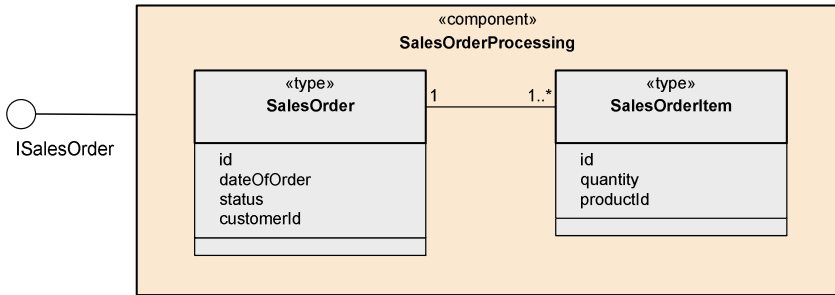 «component»
SalesOrderProcessing
«type»
SalesOrder
1
1..*
«type»
SalesOrderItem
ISalesOrder
id
dateOfOrder
status
customerId
id
quantity
productId